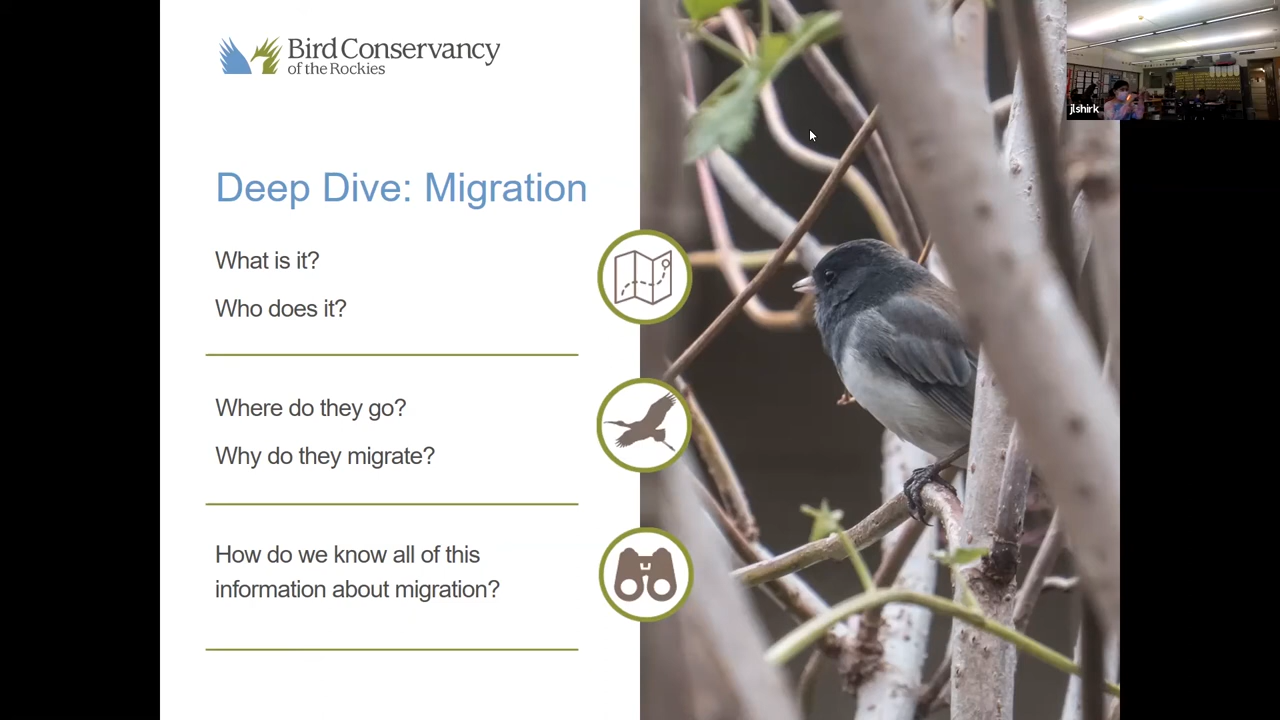 Bird Conservancy
of the Rockies
jlshirk
Deep Dive: Migration
What is it?
Who does it?
Where do they go?
Why do they migrate?
How do we know all of this
information about migration?